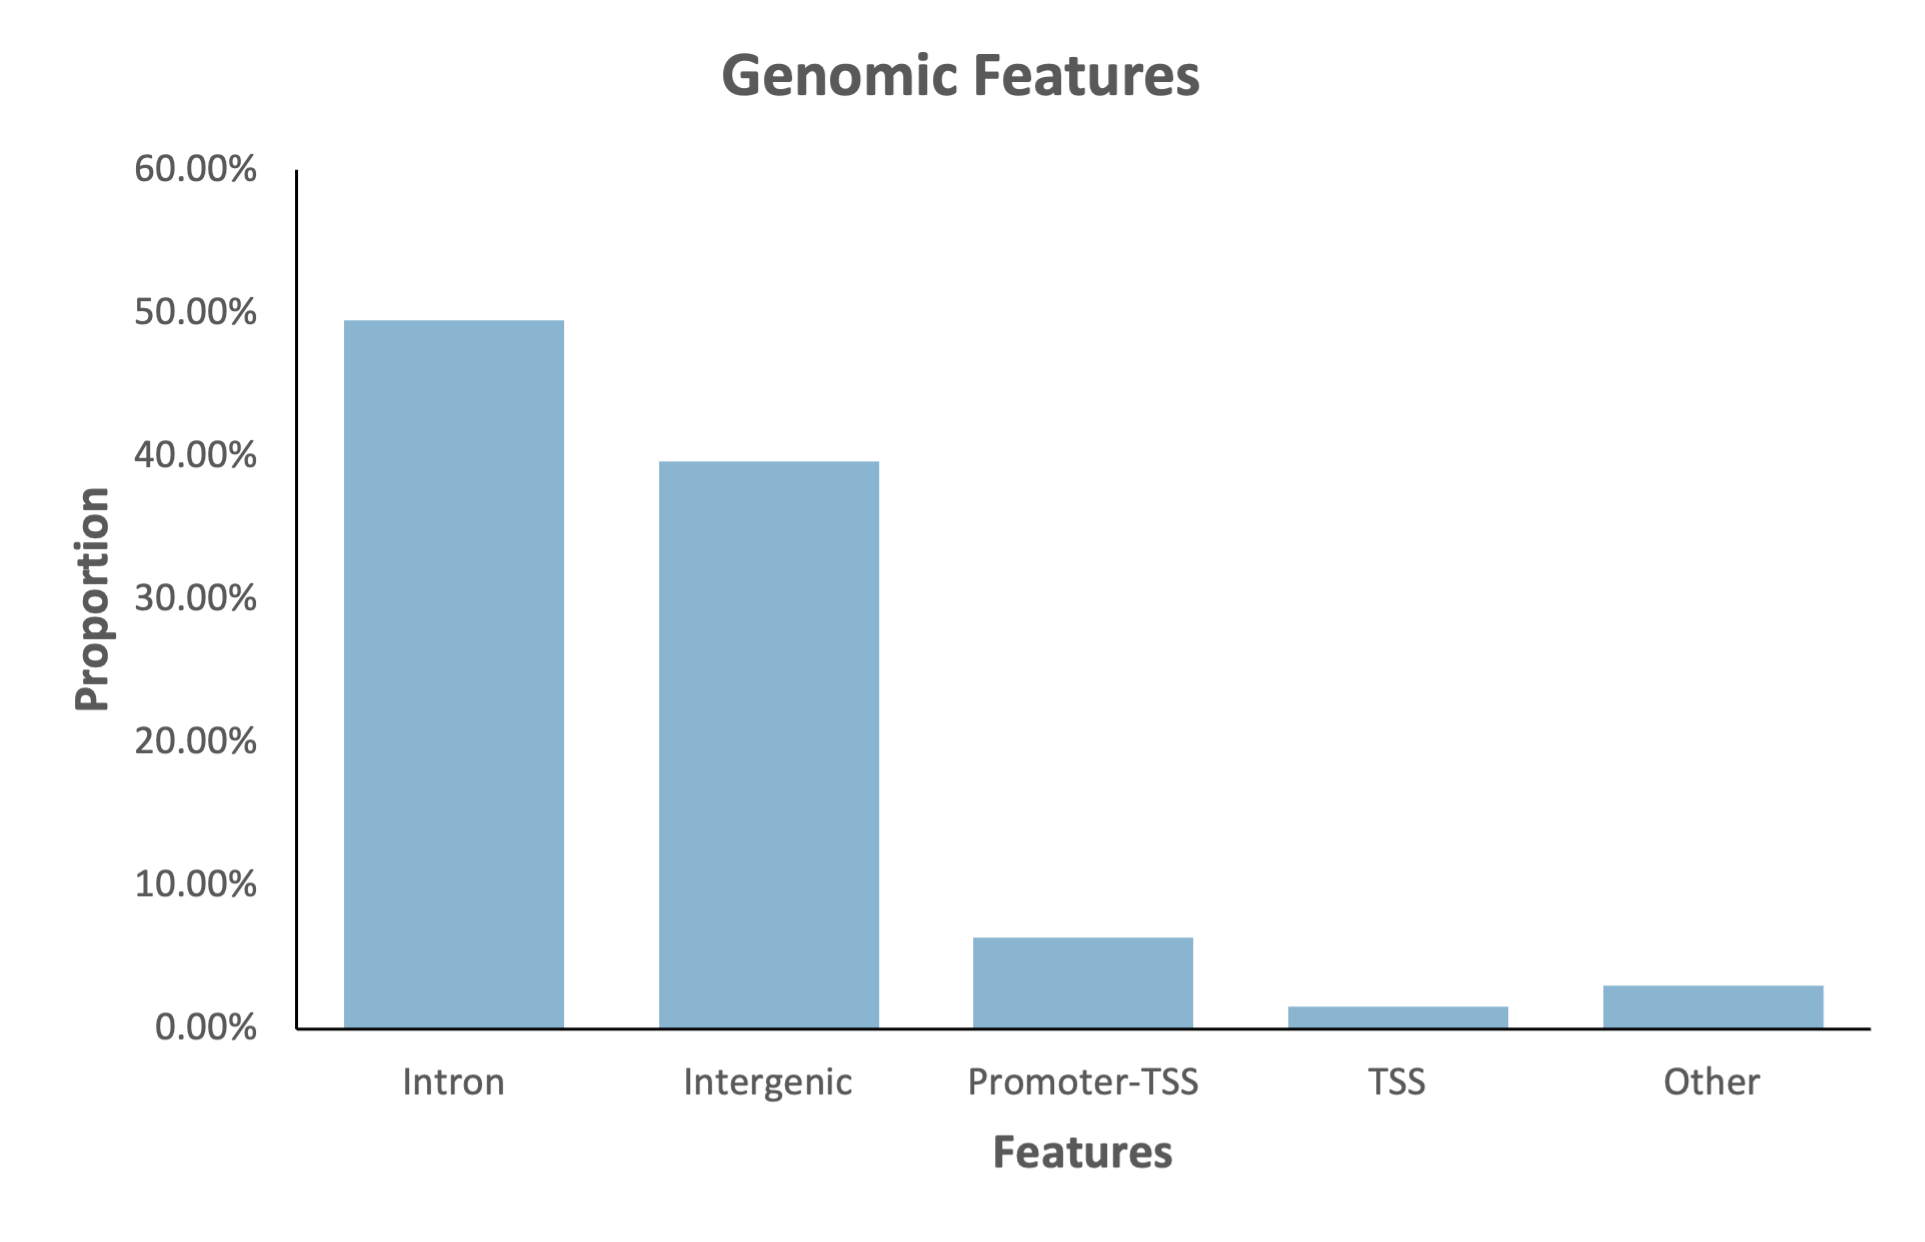 Genomic Features
60.00%
50.00%
40.00%
30.00%
20.00%
10.00%
0.00%
Proportion
Intron Intergenic Promoter-TSS TSS Other
Features